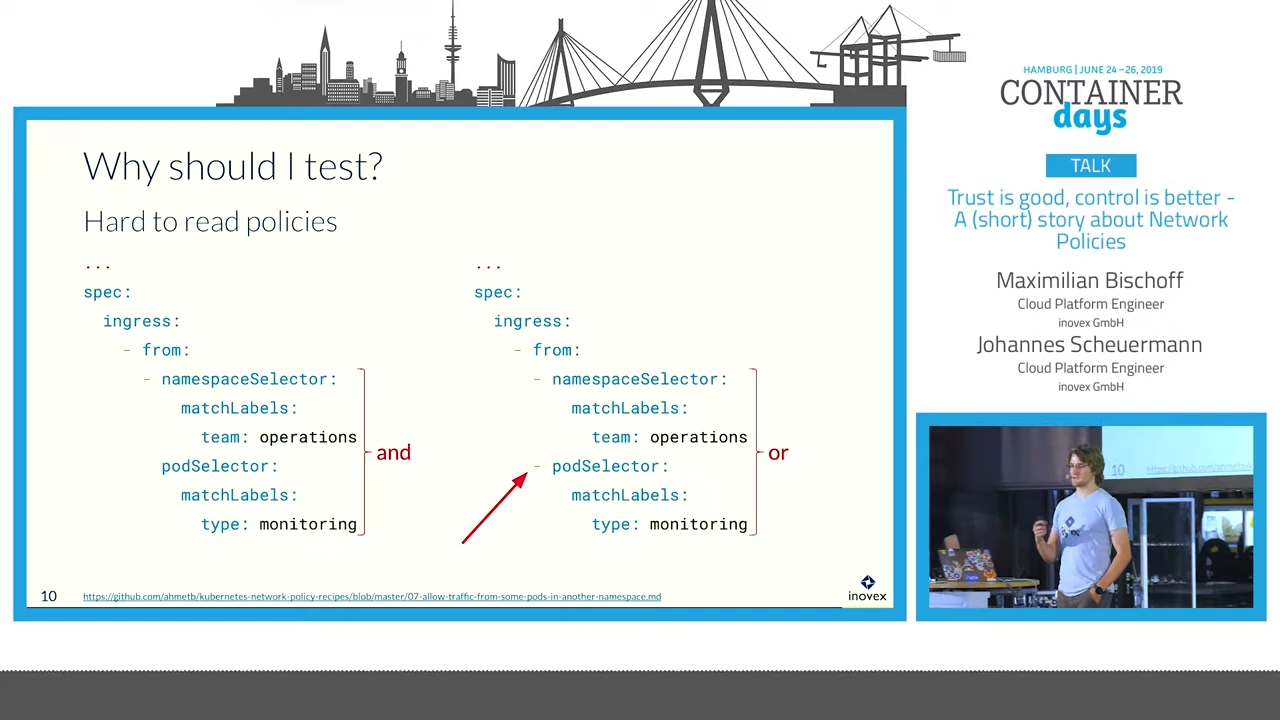 HAMBURG | JUNE 24 – 26, 2019
CONTAINER
days
TALK
Trust is good, control is better -
A (short) story about Network
Policies
Maximilian Bischoff
Cloud Platform Engineer
inovex GmbH
Johannes Scheuermann
Cloud Platform Engineer
inovex GmbH
Why should I test?
Hard to read policies
...
spec:
ingress:
- from:
- namespaceSelector:
matchLabels:
team: operations
podSelector:
matchLabels:
type: monitoring
and
...
spec:
ingress:
- from:
- namespaceSelector:
matchLabels:
team: operations
- podSelector:
matchLabels:
type: monitoring
or
10
https://github.com/ahmetb/kubernetes-network-policy-recipes/blob/master/07-allow-traffic-from-some-pods-in-another-namespace.md
inovex
10